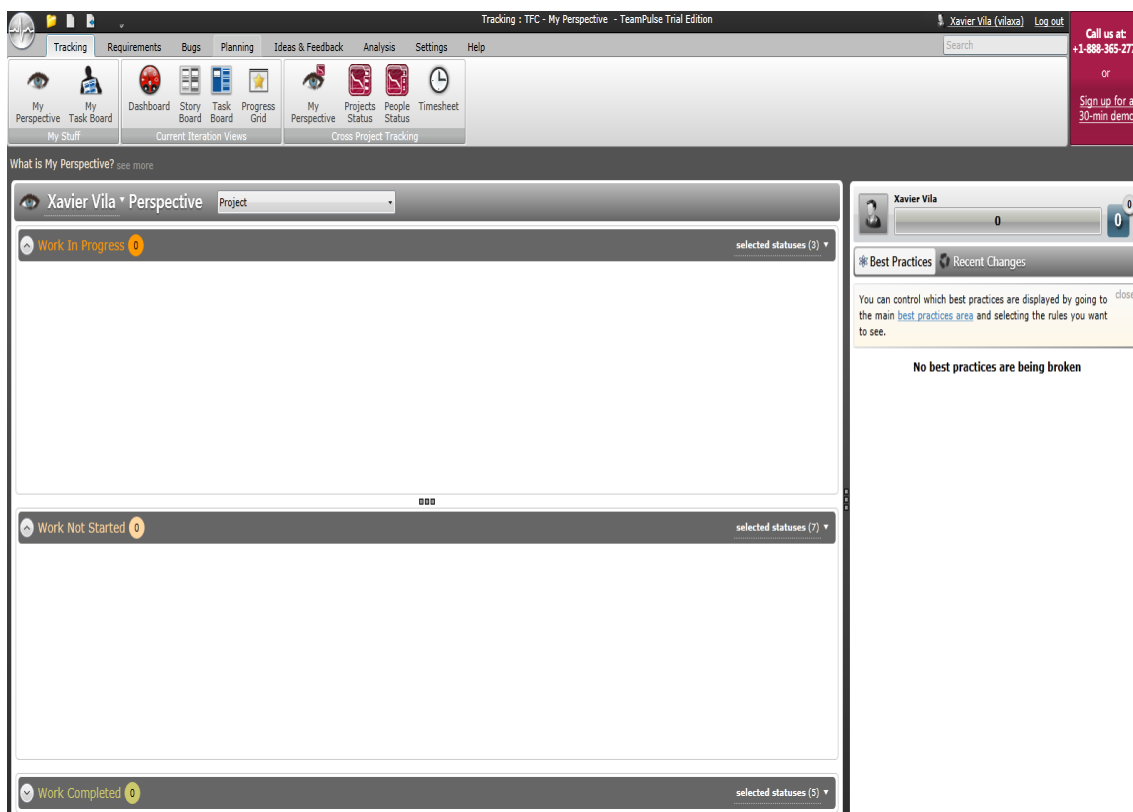 Tracking : TFC - My Perspective - TeamPulse Trial Edition
Xavier Vila (vilaxa) Log out
Call us at:
+1-888-365-277
or
Sign up for a
30-min demo
Tracking Requirements Bugs Planning Ideas & Feedback Analysis Settings Help
Search
My Perspective
My Task Board
Dashboard
Story Board
Task Board
Progress Grid
My Perspective
Projects Status
People Status
Timesheet
My Stuff
Current Iteration Views
Cross Project Tracking
What is My Perspective? see more
Xavier Vila Perspective Project
Work In Progress 0 selected statuses (3)
Work Not Started 0 selected statuses (7)
Work Completed 0 selected statuses (5)
Xavier Vila
0
0
0
Best Practices Recent Changes
You can control which best practices are displayed by going to close
the main best practices area and selecting the rules you want
to see.
No best practices are being broken